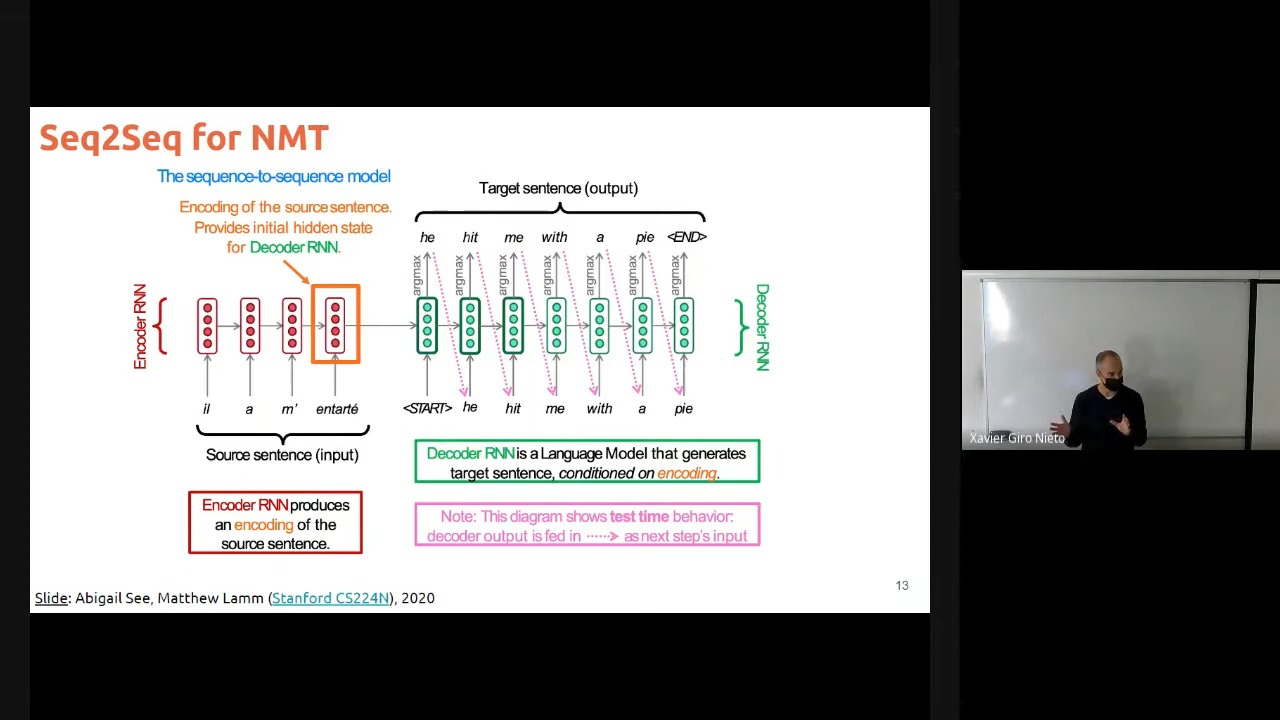 Seq2Seq for NMT
The sequence-to-sequence model
Encoding of the source sentence.
Provides initial hidden state
for Decoder RNN.
Target sentence (output)
he hit me with a pie <END>
argmax argmax argmax argmax argmax argmax argmax
Encoder RNN
Decoder RNN
il a m' entarté
<START> he hit me with a pie
Source sentence (input)
Decoder RNN is a Language Model that generates
target sentence, conditioned on encoding.
Encoder RNN produces
an encoding of the
source sentence.
Note: This diagram shows test time behavior:
decoder output is fed in ······> as next step's input
13
Slide: Abigail See, Matthew Lamm (Stanford CS224N), 2020
Xavier Giro Nieto